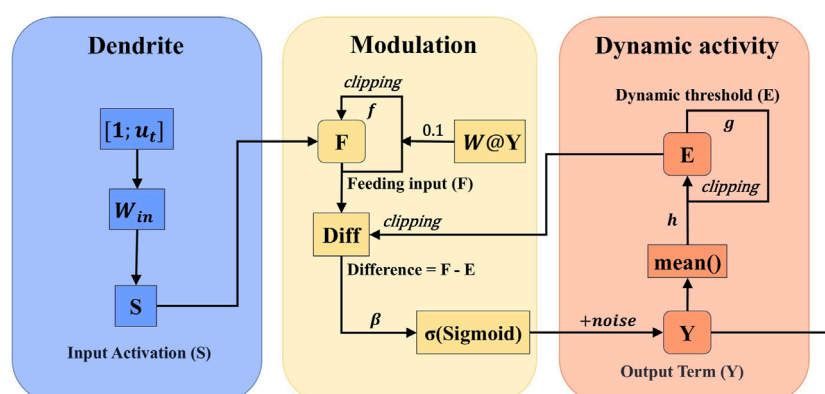 Dendrite
[1; u_t]
W_in
S
Input Activation (S)
Modulation
clipping
f
F
0.1
W@Y
Feeding input (F)
Diff
clipping
Difference = F - E
β
σ(Sigmoid)
Dynamic activity
Dynamic threshold (E)
g
E
clipping
h
mean()
+noise
Y
Output Term (Y)